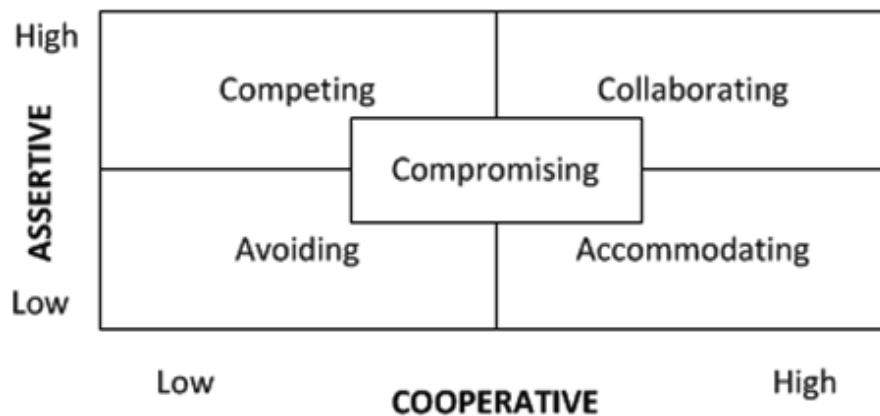 High
Competing
Collaborating
ASSERTIVE
Compromising
Avoiding
Accommodating
Low
Low
High
COOPERATIVE